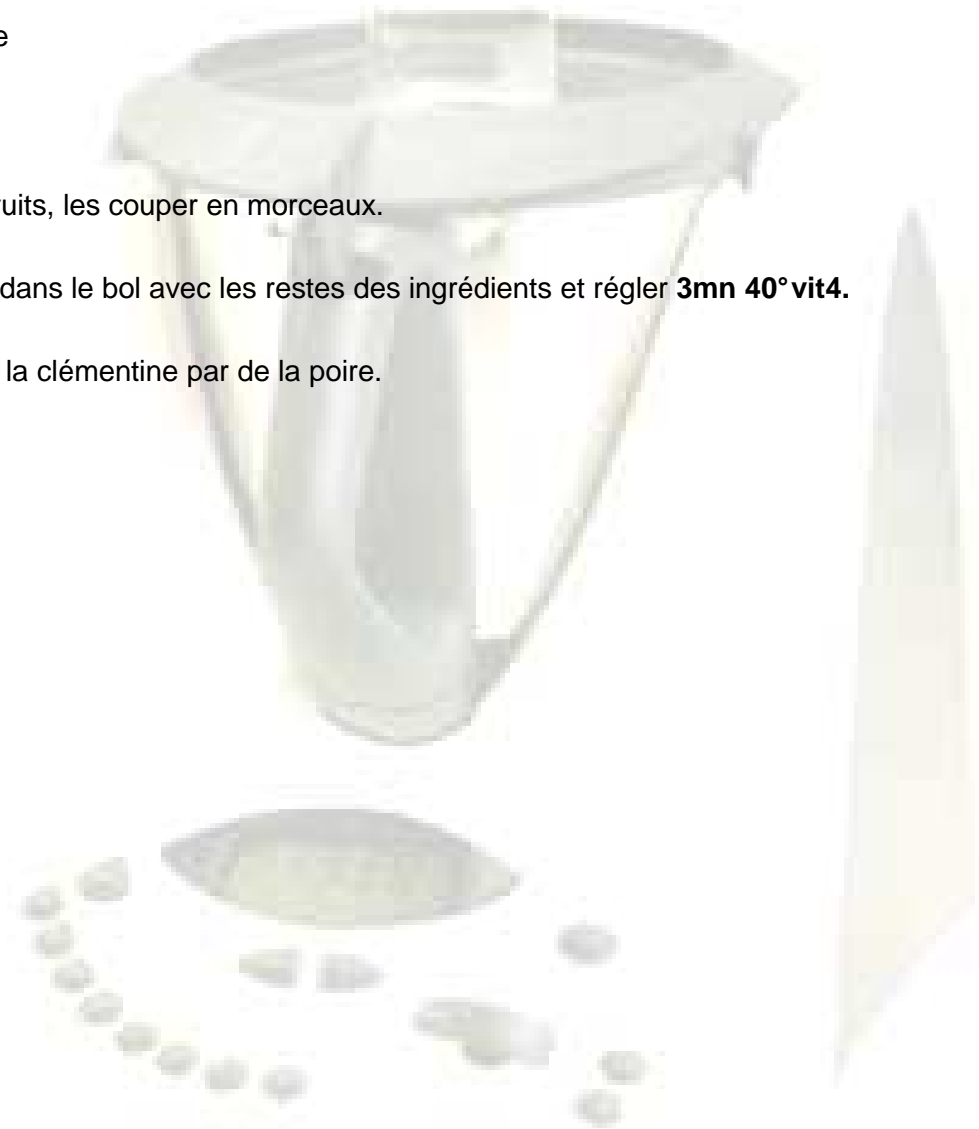 e
ruits, les couper en morceaux.
dans le bol avec les restes des ingrédients et régler 3mn 40° vit4.
la clémentine par de la poire.